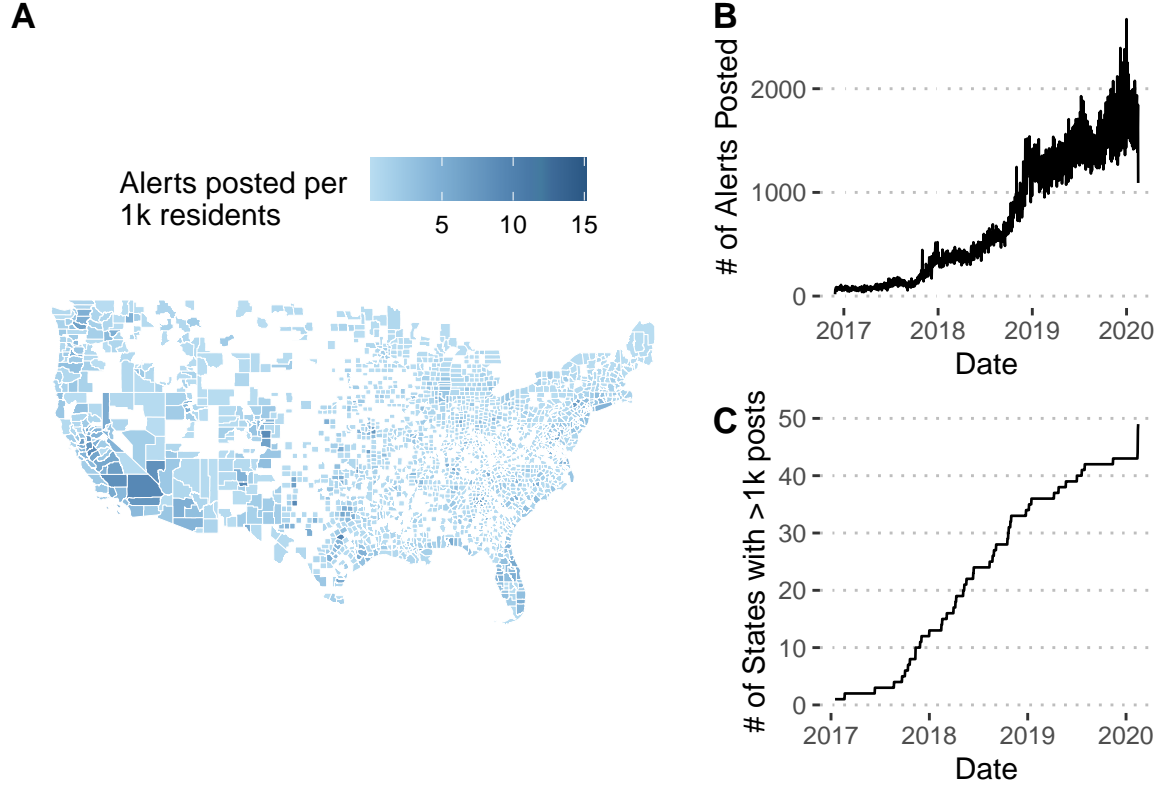 A
Alerts posted per
1k residents
5 10 15
B
# of Alerts Posted
2000
1000
0
2017 2018 2019 2020
Date
C
# of States with >1k posts
50
40
30
20
10
0
2017 2018 2019 2020
Date